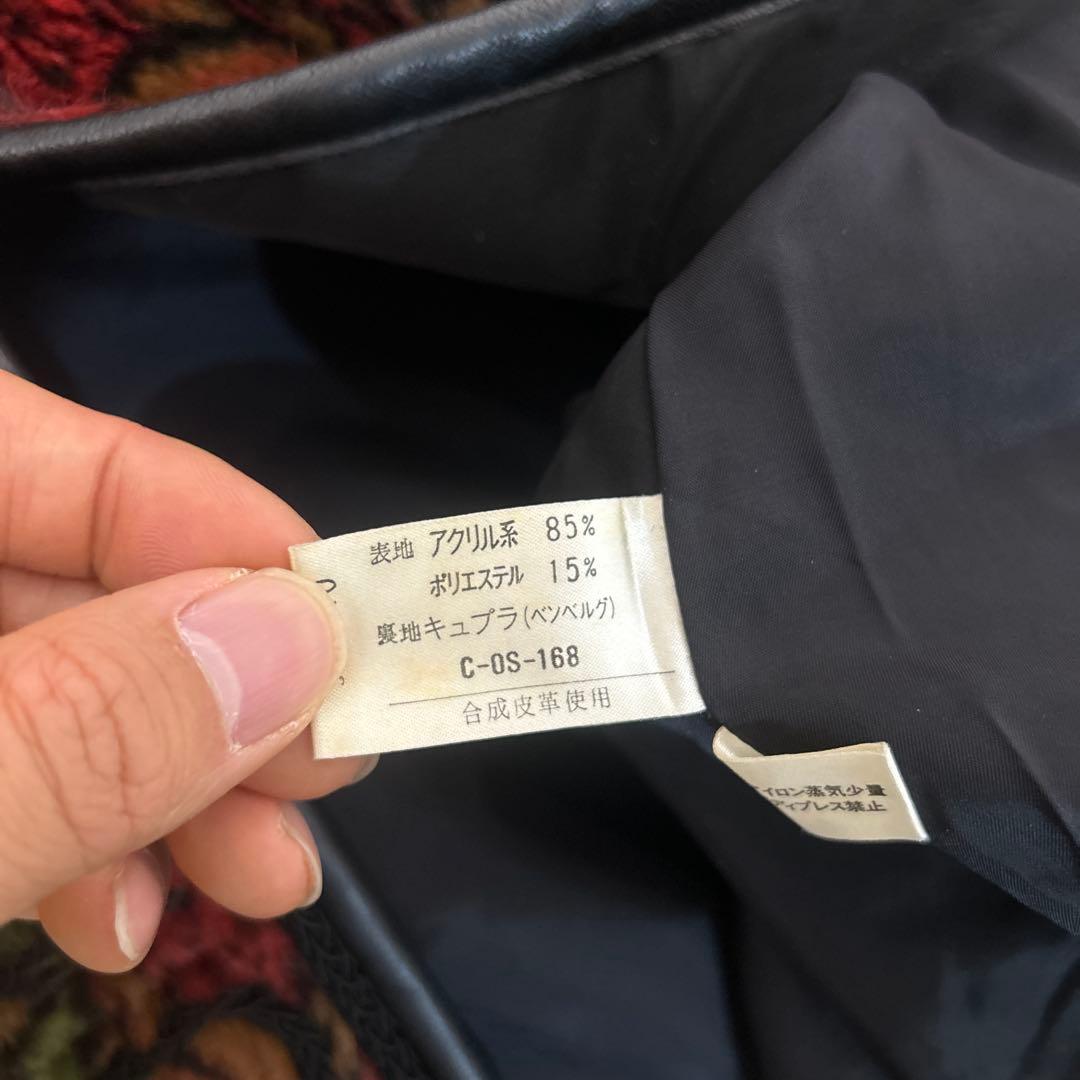 表地 アクリル系 85%
ポリエステル 15%
裏地キュプラ(ベンベルグ)
C-OS-168
合成皮革使用
イロン蒸気少量
ディプレス禁止